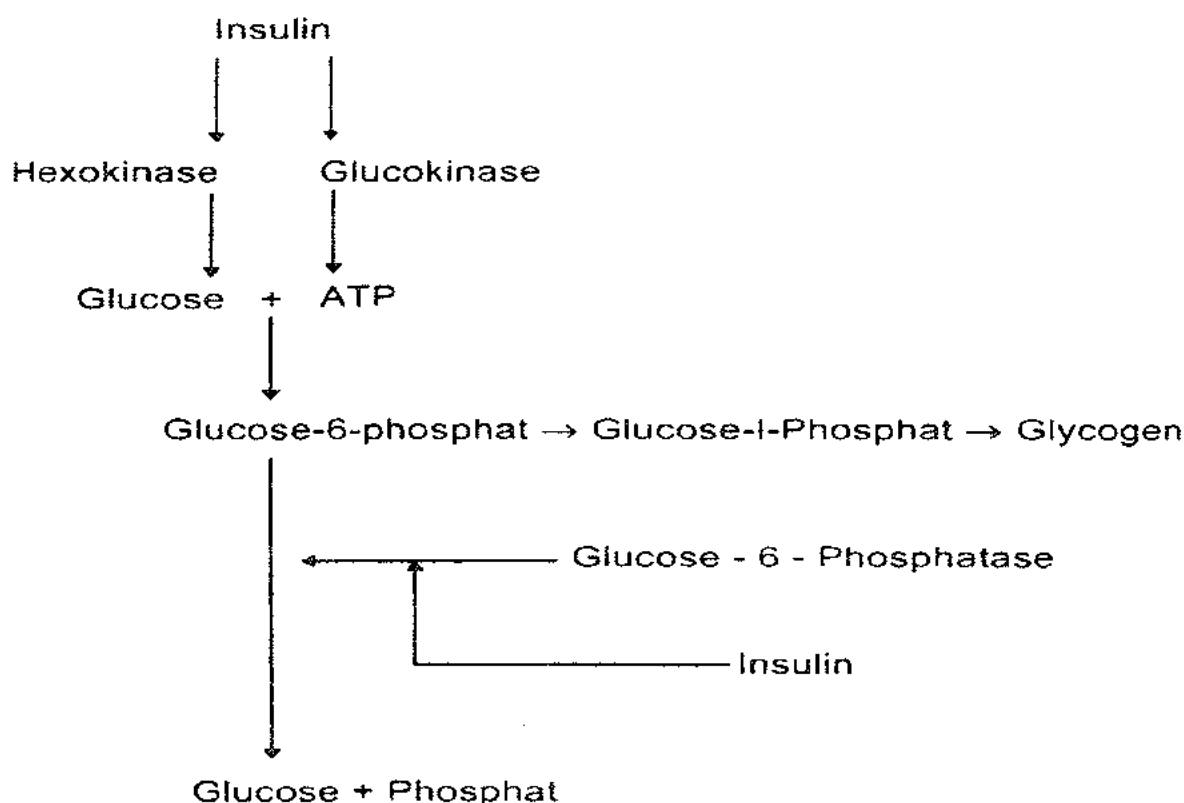 Insulin
Hexokinase Glucokinase
Glucose + ATP
Glucose-6-phosphat → Glucose-I-Phosphat → Glycogen
Glucose - 6 - Phosphatase
Insulin
Glucose + Phosphat